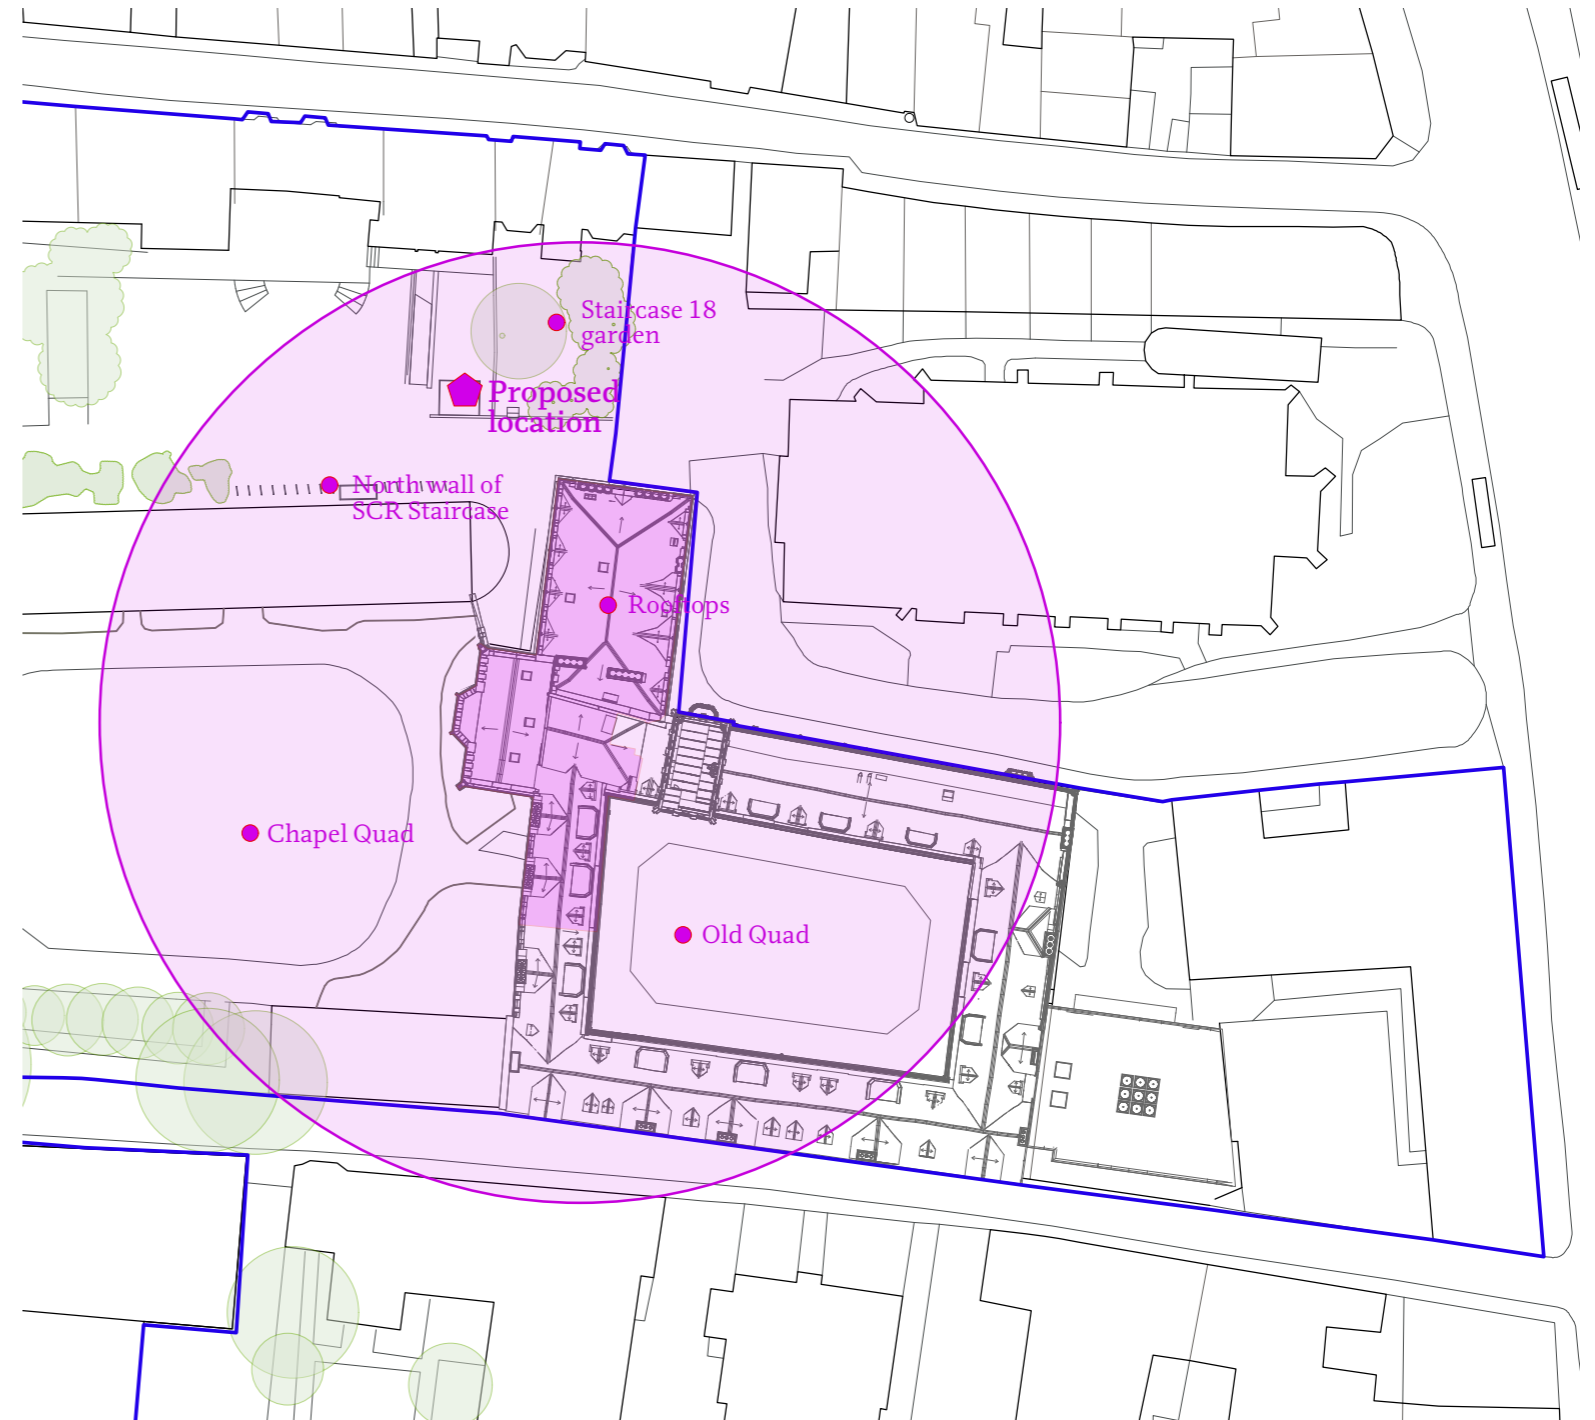 Staircase 18
garden
Proposed
location
North wall of
SCR Staircase
Rooftops
Chapel Quad
Old Quad